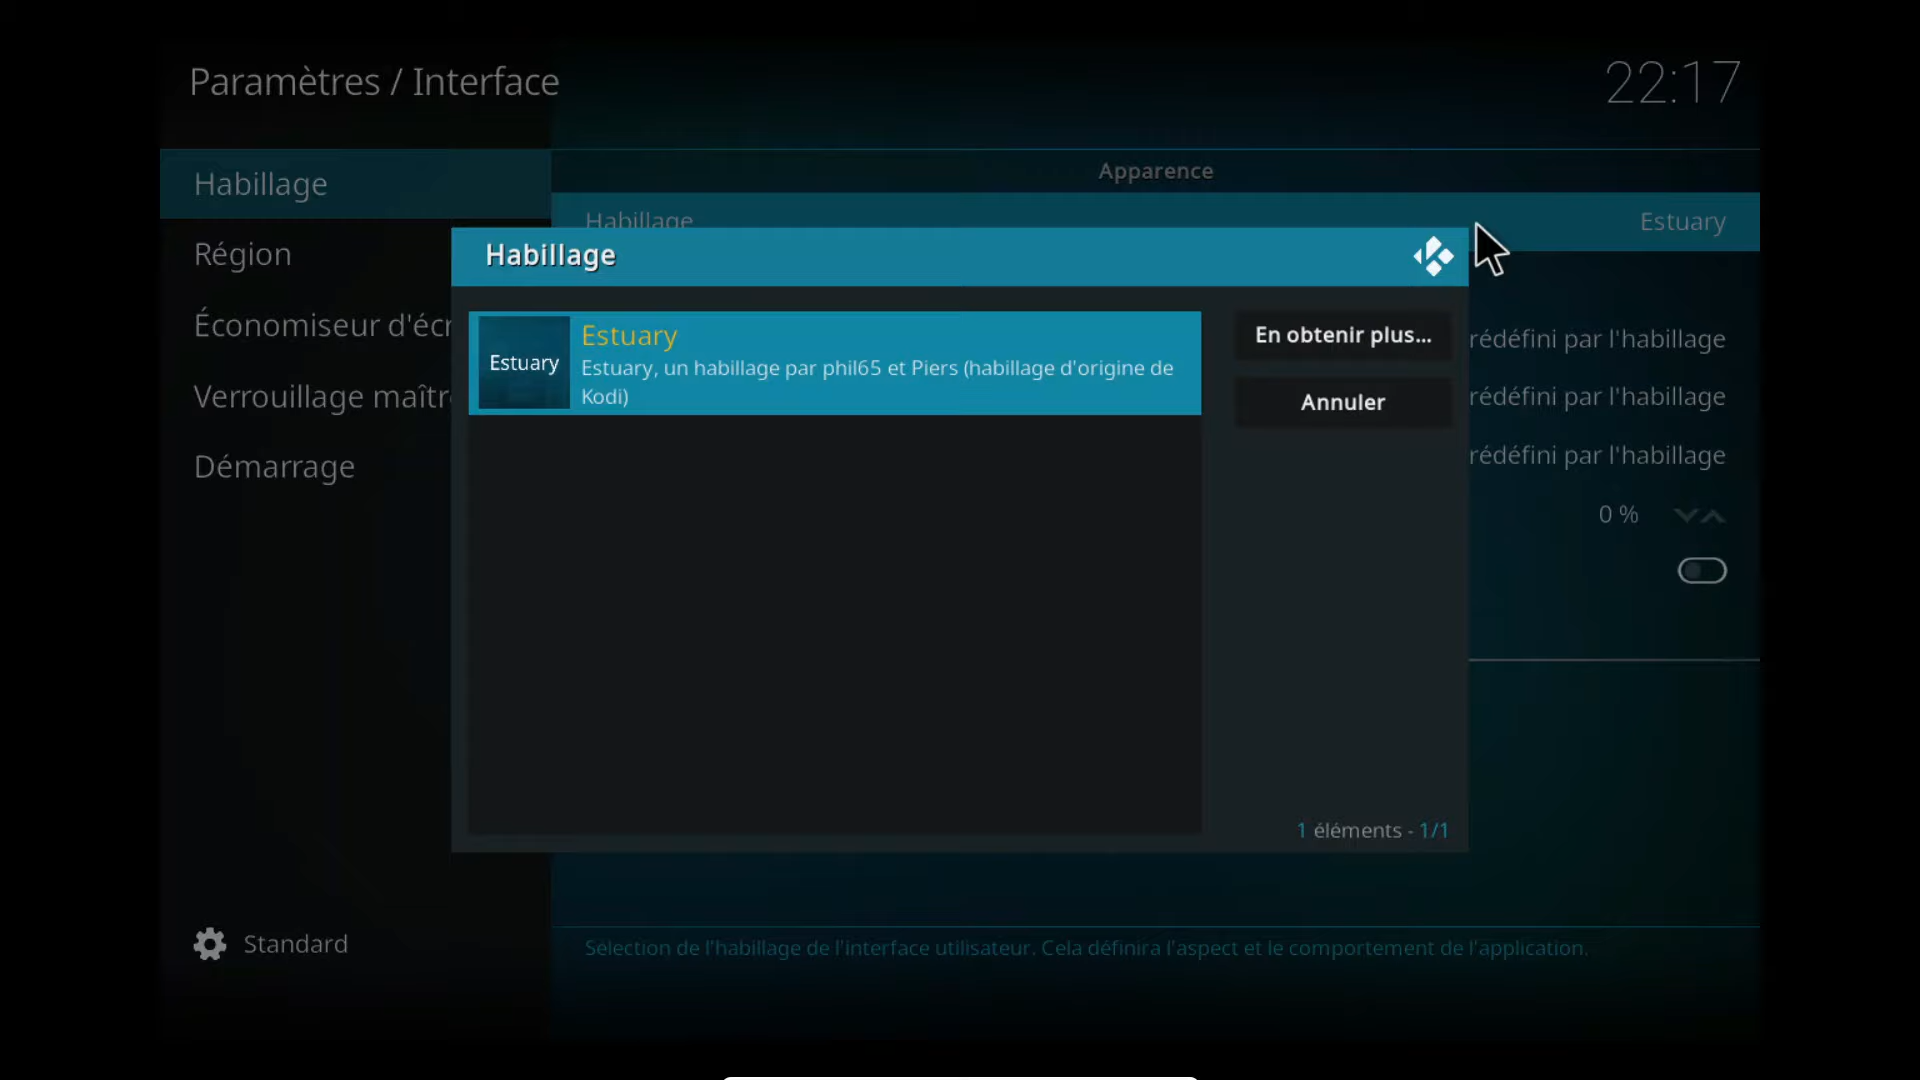 Paramètres / Interface
22:17
Habillage
Région
Économiseur d'écr
Verrouillage maîtr
Démarrage
Standard
Apparence
Habillage
Estuary
Habillage
Estuary
Estuary
Estuary, un habillage par phil65 et Piers (habillage d'origine de
Kodi)
En obtenir plus...
Annuler
1 éléments - 1/1
rédéfini par l'habillage
rédéfini par l'habillage
rédéfini par l'habillage
0 %
Sélection de l'habillage de l'interface utilisateur. Cela définira l'aspect et le comportement de l'application.